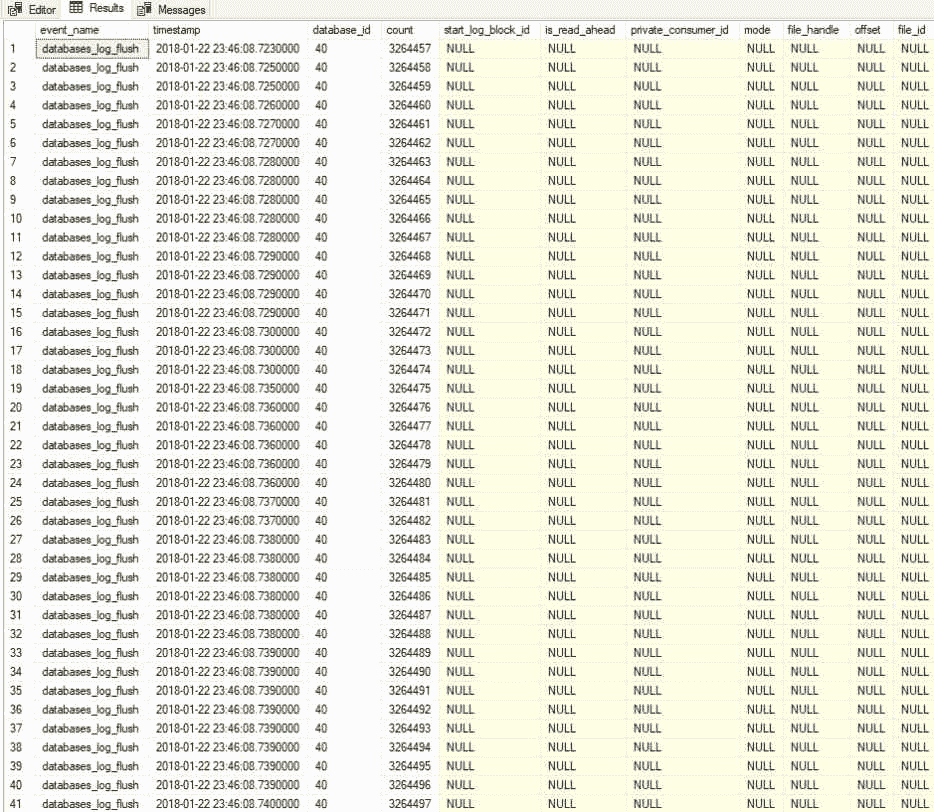 Editor Results Messages
event_name timestamp database_id count start_log_block_id is_read_ahead private_consumer_id mode file_handle offset file_id
1 databases_log_flush 2018-01-22 23:46:08.7230000 40 3264457 NULL NULL NULL NULL NULL NULL NULL
2 databases_log_flush 2018-01-22 23:46:08.7250000 40 3264458 NULL NULL NULL NULL NULL NULL NULL
3 databases_log_flush 2018-01-22 23:46:08.7250000 40 3264459 NULL NULL NULL NULL NULL NULL NULL
4 databases_log_flush 2018-01-22 23:46:08.7260000 40 3264460 NULL NULL NULL NULL NULL NULL NULL
5 databases_log_flush 2018-01-22 23:46:08.7270000 40 3264461 NULL NULL NULL NULL NULL NULL NULL
6 databases_log_flush 2018-01-22 23:46:08.7270000 40 3264462 NULL NULL NULL NULL NULL NULL NULL
7 databases_log_flush 2018-01-22 23:46:08.7280000 40 3264463 NULL NULL NULL NULL NULL NULL NULL
8 databases_log_flush 2018-01-22 23:46:08.7280000 40 3264464 NULL NULL NULL NULL NULL NULL NULL
9 databases_log_flush 2018-01-22 23:46:08.7280000 40 3264465 NULL NULL NULL NULL NULL NULL NULL
10 databases_log_flush 2018-01-22 23:46:08.7280000 40 3264466 NULL NULL NULL NULL NULL NULL NULL
11 databases_log_flush 2018-01-22 23:46:08.7280000 40 3264467 NULL NULL NULL NULL NULL NULL NULL
12 databases_log_flush 2018-01-22 23:46:08.7290000 40 3264468 NULL NULL NULL NULL NULL NULL NULL
13 databases_log_flush 2018-01-22 23:46:08.7290000 40 3264469 NULL NULL NULL NULL NULL NULL NULL
14 databases_log_flush 2018-01-22 23:46:08.7290000 40 3264470 NULL NULL NULL NULL NULL NULL NULL
15 databases_log_flush 2018-01-22 23:46:08.7290000 40 3264471 NULL NULL NULL NULL NULL NULL NULL
16 databases_log_flush 2018-01-22 23:46:08.7300000 40 3264472 NULL NULL NULL NULL NULL NULL NULL
17 databases_log_flush 2018-01-22 23:46:08.7300000 40 3264473 NULL NULL NULL NULL NULL NULL NULL
18 databases_log_flush 2018-01-22 23:46:08.7300000 40 3264474 NULL NULL NULL NULL NULL NULL NULL
19 databases_log_flush 2018-01-22 23:46:08.7350000 40 3264475 NULL NULL NULL NULL NULL NULL NULL
20 databases_log_flush 2018-01-22 23:46:08.7360000 40 3264476 NULL NULL NULL NULL NULL NULL NULL
21 databases_log_flush 2018-01-22 23:46:08.7360000 40 3264477 NULL NULL NULL NULL NULL NULL NULL
22 databases_log_flush 2018-01-22 23:46:08.7360000 40 3264478 NULL NULL NULL NULL NULL NULL NULL
23 databases_log_flush 2018-01-22 23:46:08.7360000 40 3264479 NULL NULL NULL NULL NULL NULL NULL
24 databases_log_flush 2018-01-22 23:46:08.7360000 40 3264480 NULL NULL NULL NULL NULL NULL NULL
25 databases_log_flush 2018-01-22 23:46:08.7370000 40 3264481 NULL NULL NULL NULL NULL NULL NULL
26 databases_log_flush 2018-01-22 23:46:08.7370000 40 3264482 NULL NULL NULL NULL NULL NULL NULL
27 databases_log_flush 2018-01-22 23:46:08.7380000 40 3264483 NULL NULL NULL NULL NULL NULL NULL
28 databases_log_flush 2018-01-22 23:46:08.7380000 40 3264484 NULL NULL NULL NULL NULL NULL NULL
29 databases_log_flush 2018-01-22 23:46:08.7380000 40 3264485 NULL NULL NULL NULL NULL NULL NULL
30 databases_log_flush 2018-01-22 23:46:08.7380000 40 3264486 NULL NULL NULL NULL NULL NULL NULL
31 databases_log_flush 2018-01-22 23:46:08.7380000 40 3264487 NULL NULL NULL NULL NULL NULL NULL
32 databases_log_flush 2018-01-22 23:46:08.7380000 40 3264488 NULL NULL NULL NULL NULL NULL NULL
33 databases_log_flush 2018-01-22 23:46:08.7390000 40 3264489 NULL NULL NULL NULL NULL NULL NULL
34 databases_log_flush 2018-01-22 23:46:08.7390000 40 3264490 NULL NULL NULL NULL NULL NULL NULL
35 databases_log_flush 2018-01-22 23:46:08.7390000 40 3264491 NULL NULL NULL NULL NULL NULL NULL
36 databases_log_flush 2018-01-22 23:46:08.7390000 40 3264492 NULL NULL NULL NULL NULL NULL NULL
37 databases_log_flush 2018-01-22 23:46:08.7390000 40 3264493 NULL NULL NULL NULL NULL NULL NULL
38 databases_log_flush 2018-01-22 23:46:08.7390000 40 3264494 NULL NULL NULL NULL NULL NULL NULL
39 databases_log_flush 2018-01-22 23:46:08.7390000 40 3264495 NULL NULL NULL NULL NULL NULL NULL
40 databases_log_flush 2018-01-22 23:46:08.7390000 40 3264496 NULL NULL NULL NULL NULL NULL NULL
41 databases_log_flush 2018-01-22 23:46:08.7400000 40 3264497 NULL NULL NULL NULL NULL NULL NULL